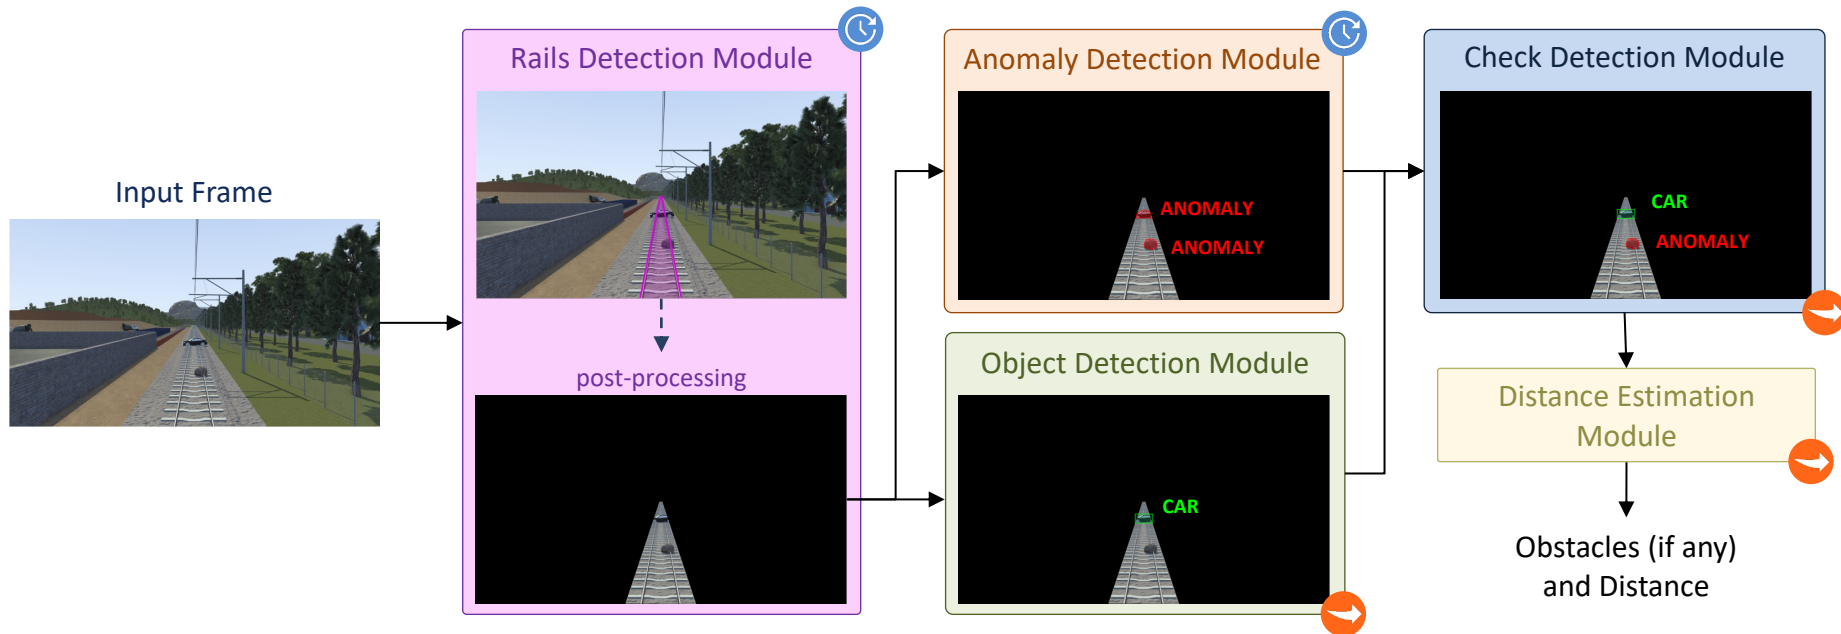 Input Frame
Rails Detection Module
post-processing
Anomaly Detection Module
ANOMALY
ANOMALY
Object Detection Module
CAR
Check Detection Module
CAR
ANOMALY
Distance Estimation
Module
Obstacles (if any)
and Distance